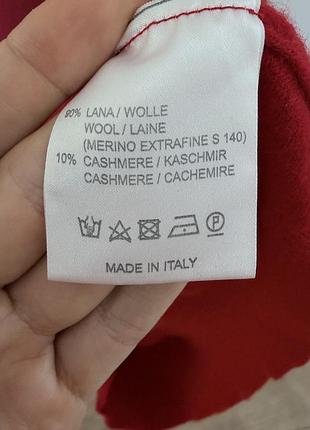 90% LANA / WOLLE
WOOL / LAINE
(MERINO EXTRAFINE S 140)
10% CASHMERE / KASCHMIR
CASHMERE / CACHEMIRE
P
MADE IN ITALY